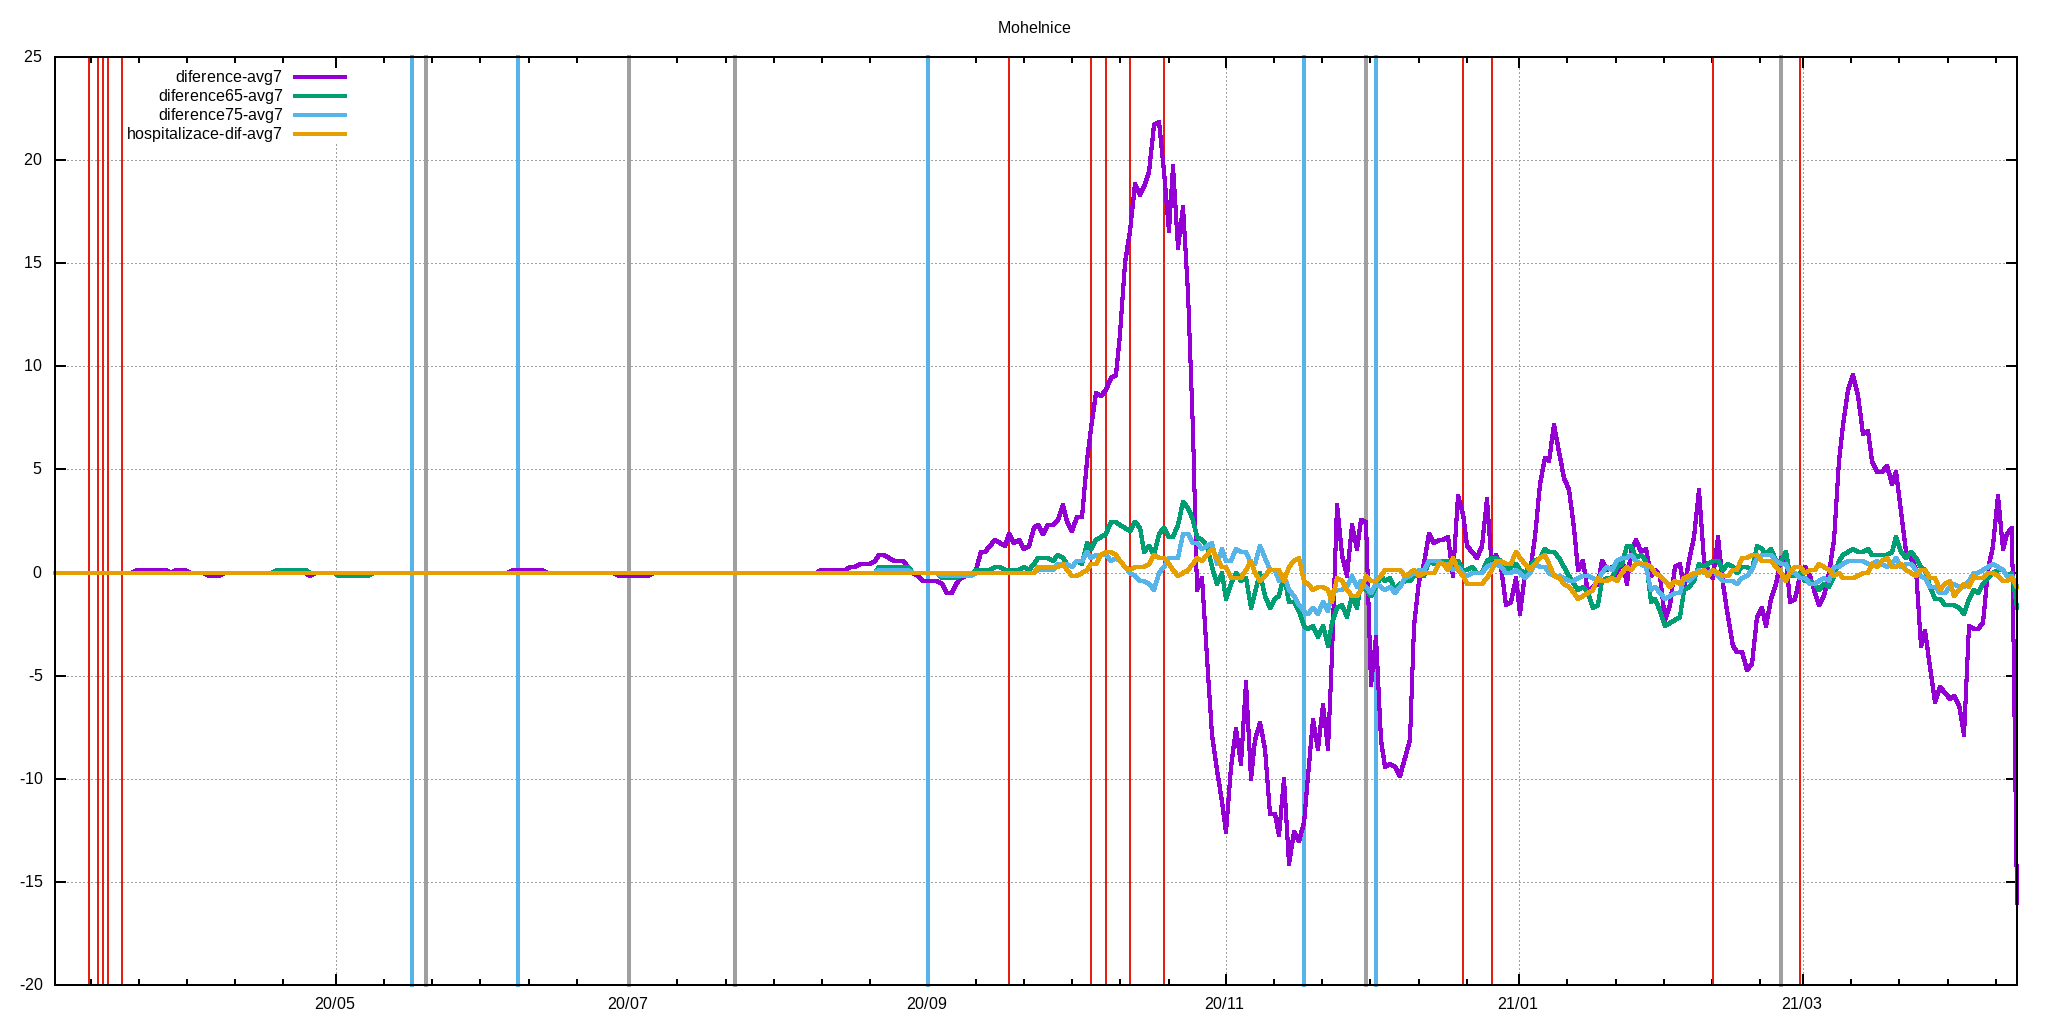 Mohelnice
25
diference-avg7
diference65-avg7
diference75-avg7
hospitalizace-dif-avg7
20
15
10
5
0
-5
-10
-15
-20
20/05 20/07 20/09 20/11 21/01 21/03